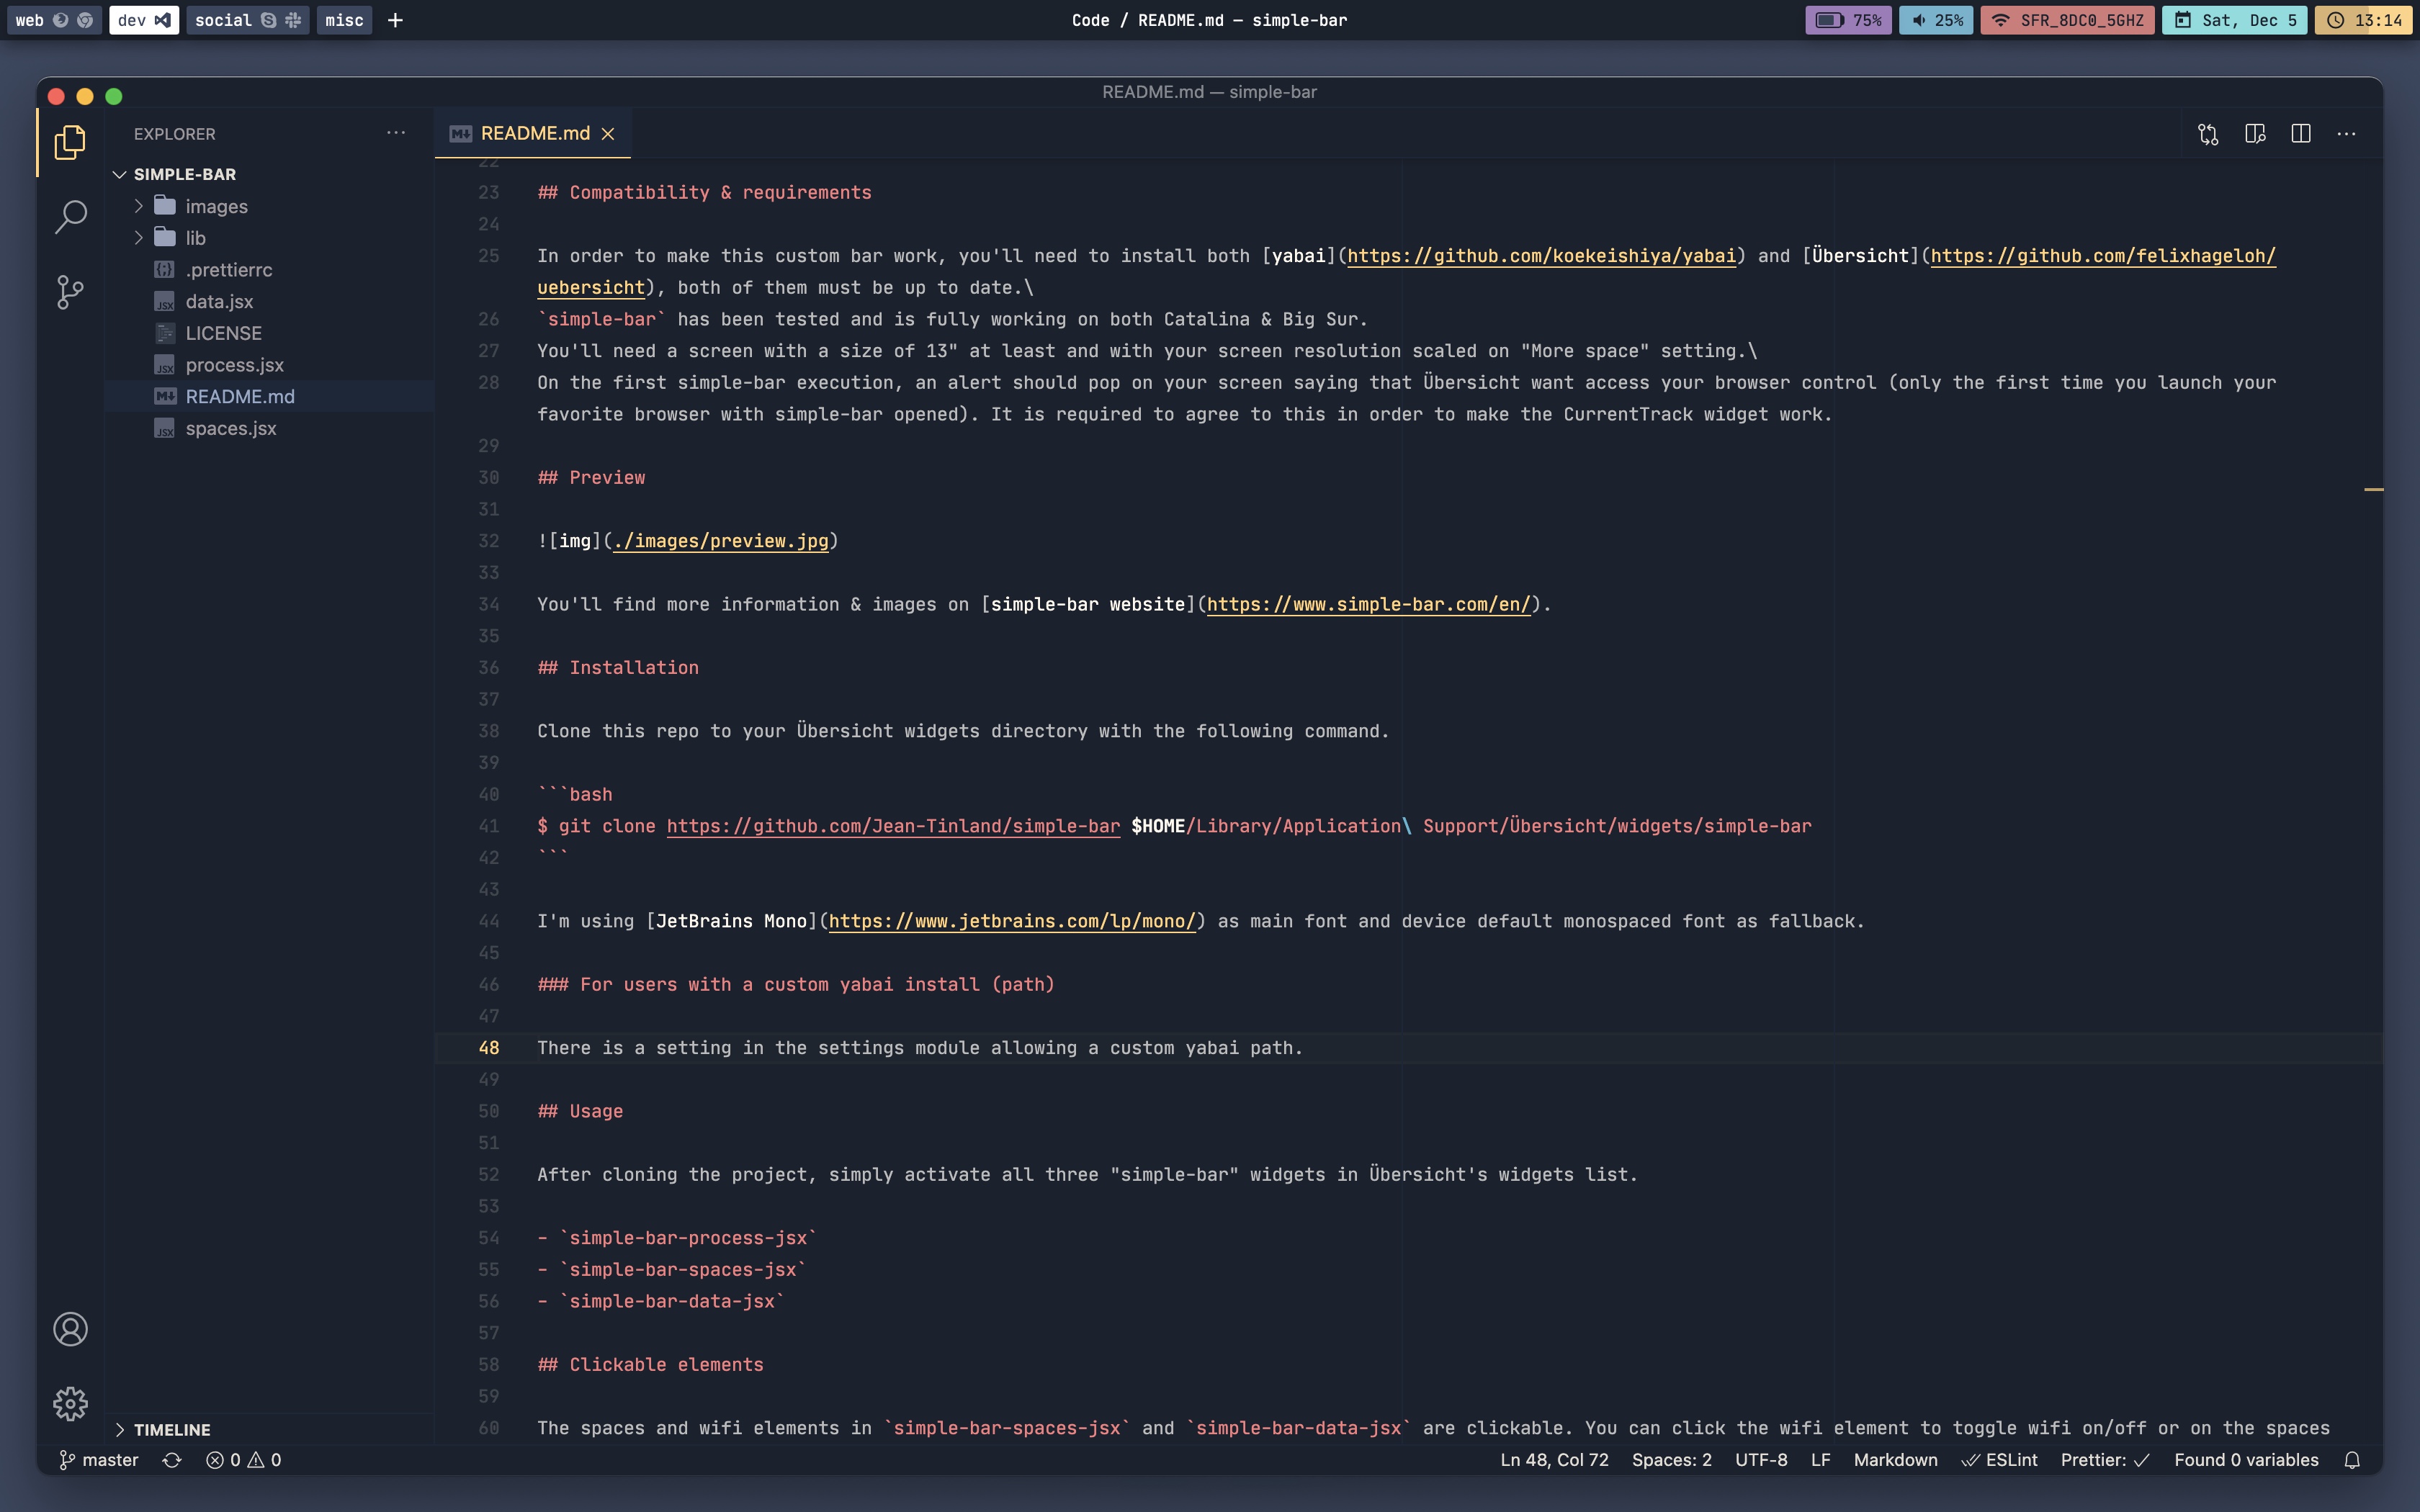 web dev social misc +
Code / README.md — simple-bar
75% 25% SFR_8DC0_5GHZ Sat, Dec 5 13:14
README.md — simple-bar
EXPLORER
SIMPLE-BAR
images
lib
.prettierrc
data.jsx
LICENSE
process.jsx
README.md
spaces.jsx
TIMELINE
README.md
22
23 ## Compatibility & requirements
24
25 In order to make this custom bar work, you'll need to install both [yabai](https://github.com/koekeishiya/yabai) and [Übersicht](https://github.com/felixhageloh/
uebersicht), both of them must be up to date.\
26 `simple-bar` has been tested and is fully working on both Catalina & Big Sur.
27 You'll need a screen with a size of 13" at least and with your screen resolution scaled on "More space" setting.\
28 On the first simple-bar execution, an alert should pop on your screen saying that Übersicht want access your browser control (only the first time you launch your
favorite browser with simple-bar opened). It is required to agree to this in order to make the CurrentTrack widget work.
29
30 ## Preview
31
32 ![img](./images/preview.jpg)
33
34 You'll find more information & images on [simple-bar website](https://www.simple-bar.com/en/).
35
36 ## Installation
37
38 Clone this repo to your Übersicht widgets directory with the following command.
39
40 ```bash
41 $ git clone https://github.com/Jean-Tinland/simple-bar $HOME/Library/Application\ Support/Übersicht/widgets/simple-bar
42 ```
43
44 I'm using [JetBrains Mono](https://www.jetbrains.com/lp/mono/) as main font and device default monospaced font as fallback.
45
46 ### For users with a custom yabai install (path)
47
48 There is a setting in the settings module allowing a custom yabai path.
49
50 ## Usage
51
52 After cloning the project, simply activate all three "simple-bar" widgets in Übersicht's widgets list.
53
54 - `simple-bar-process-jsx`
55 - `simple-bar-spaces-jsx`
56 - `simple-bar-data-jsx`
57
58 ## Clickable elements
59
60 The spaces and wifi elements in `simple-bar-spaces-jsx` and `simple-bar-data-jsx` are clickable. You can click the wifi element to toggle wifi on/off or on the spaces
master 0 0
Ln 48, Col 72 Spaces: 2 UTF-8 LF Markdown ESLint Prettier: ✓ Found 0 variables